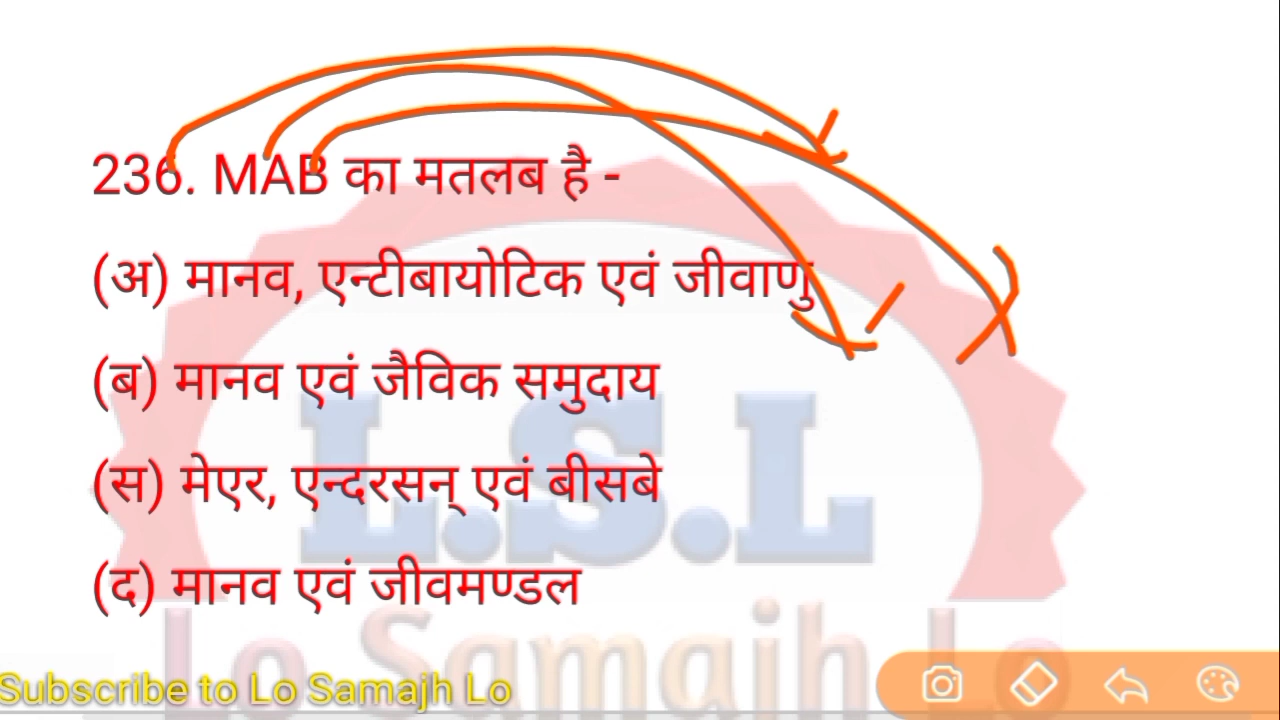 236. MAB का मतलब है -
(अ) मानव, एन्टीबायोटिक एवं जीवाणु
(ब) मानव एवं जैविक समुदाय
(स) मेएर, एन्दरसन् एवं बीसबे
(द) मानव एवं जीवमण्डल
L.S.L
Lo Samajh Lo
Subscribe to Lo Samajh Lo